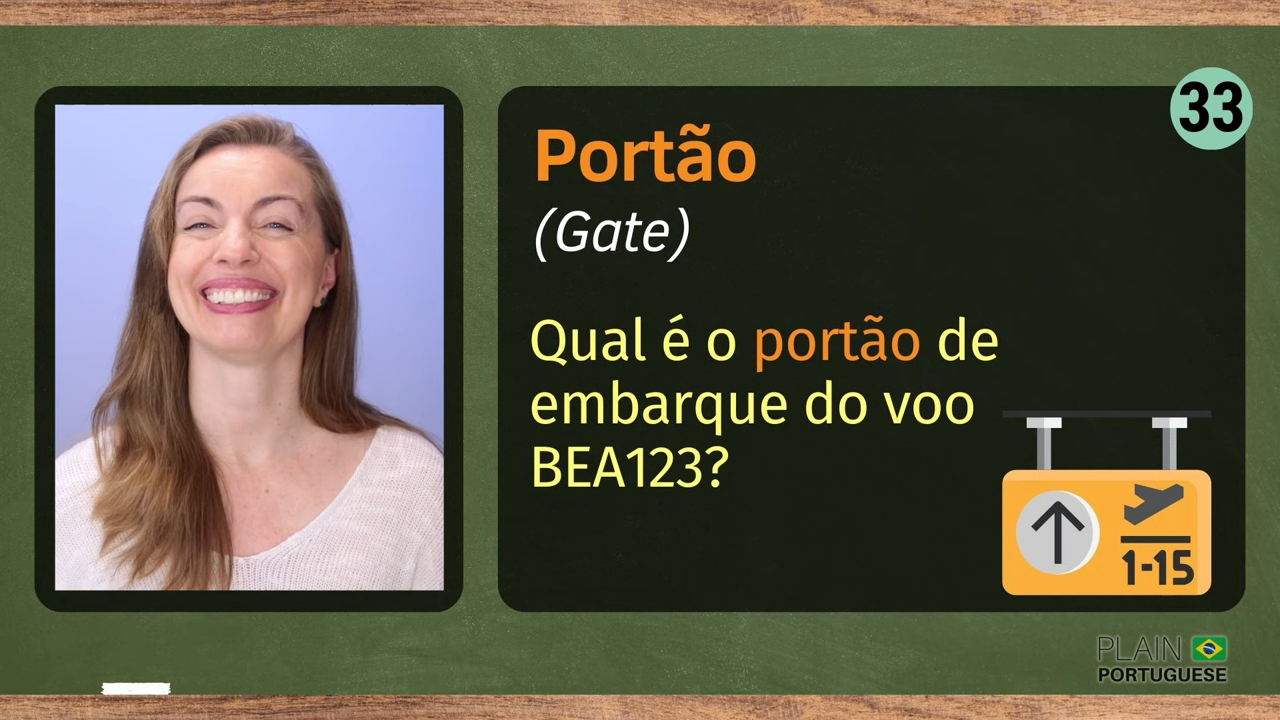 33
Portão
(Gate)
Qual é o portão de
embarque do voo
BEA123?
1-15
PLAIN
PORTUGUESE